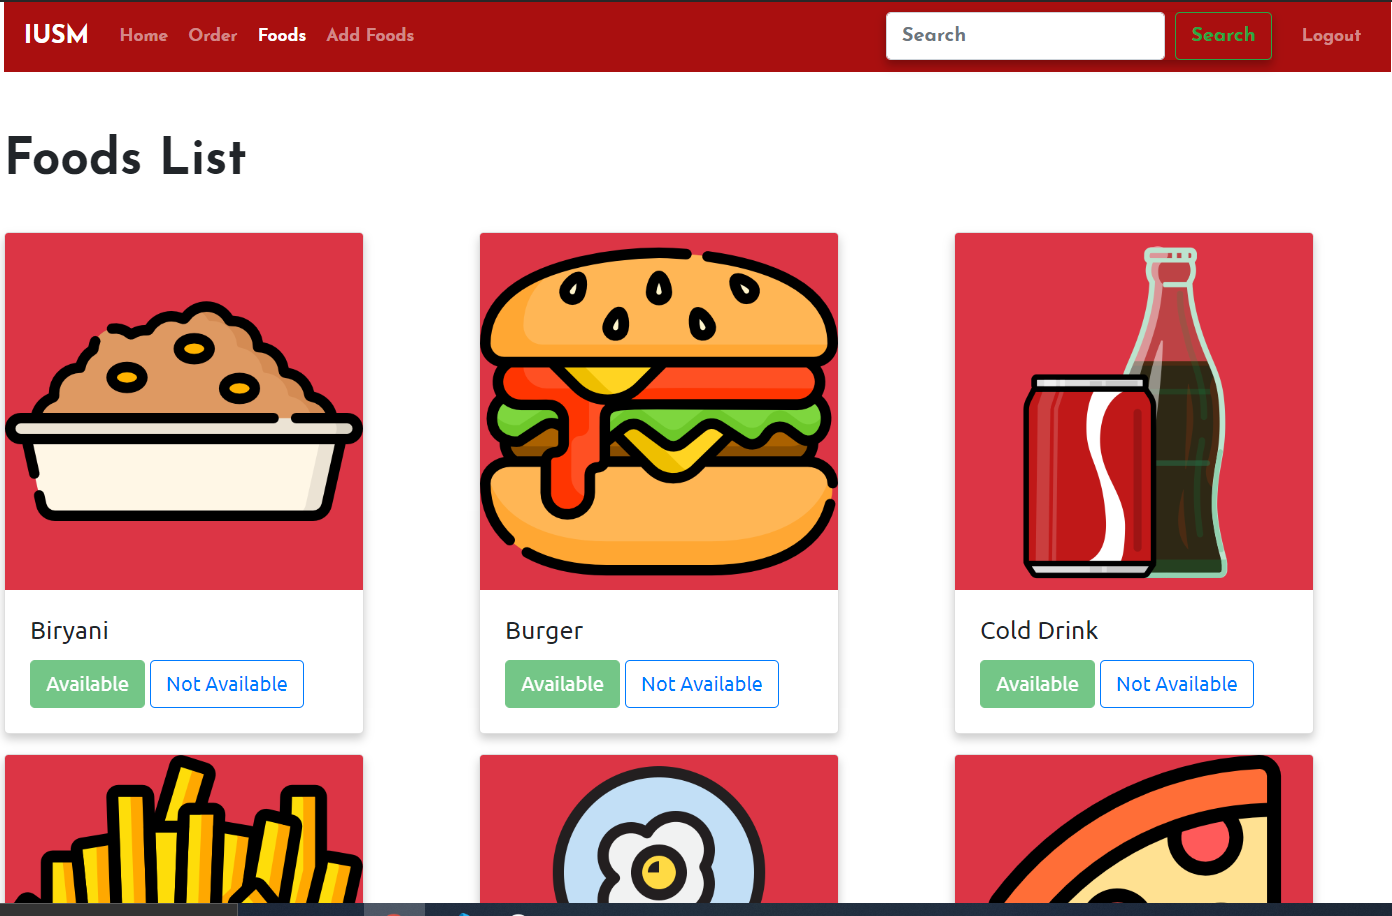 IUSM Home Order Foods Add Foods Search Search Logout
Foods List
Biryani
Available Not Available
Burger
Available Not Available
Cold Drink
Available Not Available